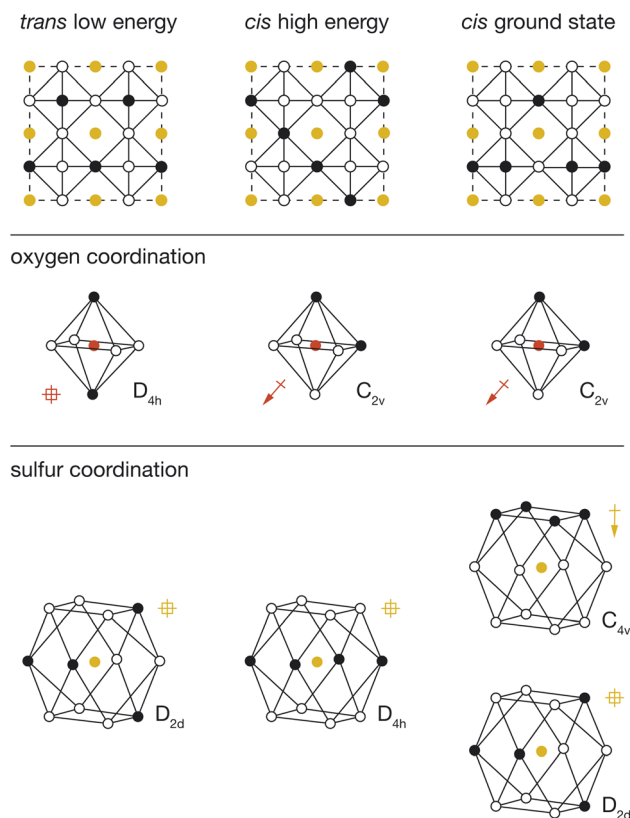 trans low energy
cis high energy
cis ground state
oxygen coordination
D4h
C2v
C2v
sulfur coordination
C4v
D2d
D4h
D2d